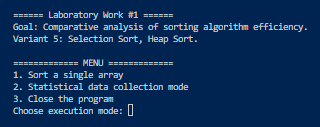 ====== Laboratory Work #1 ======
Goal: Comparative analysis of sorting algorithm efficiency.
Variant 5: Selection Sort, Heap Sort.
============= MENU =============
1. Sort a single array
2. Statistical data collection mode
3. Close the program
Choose execution mode: